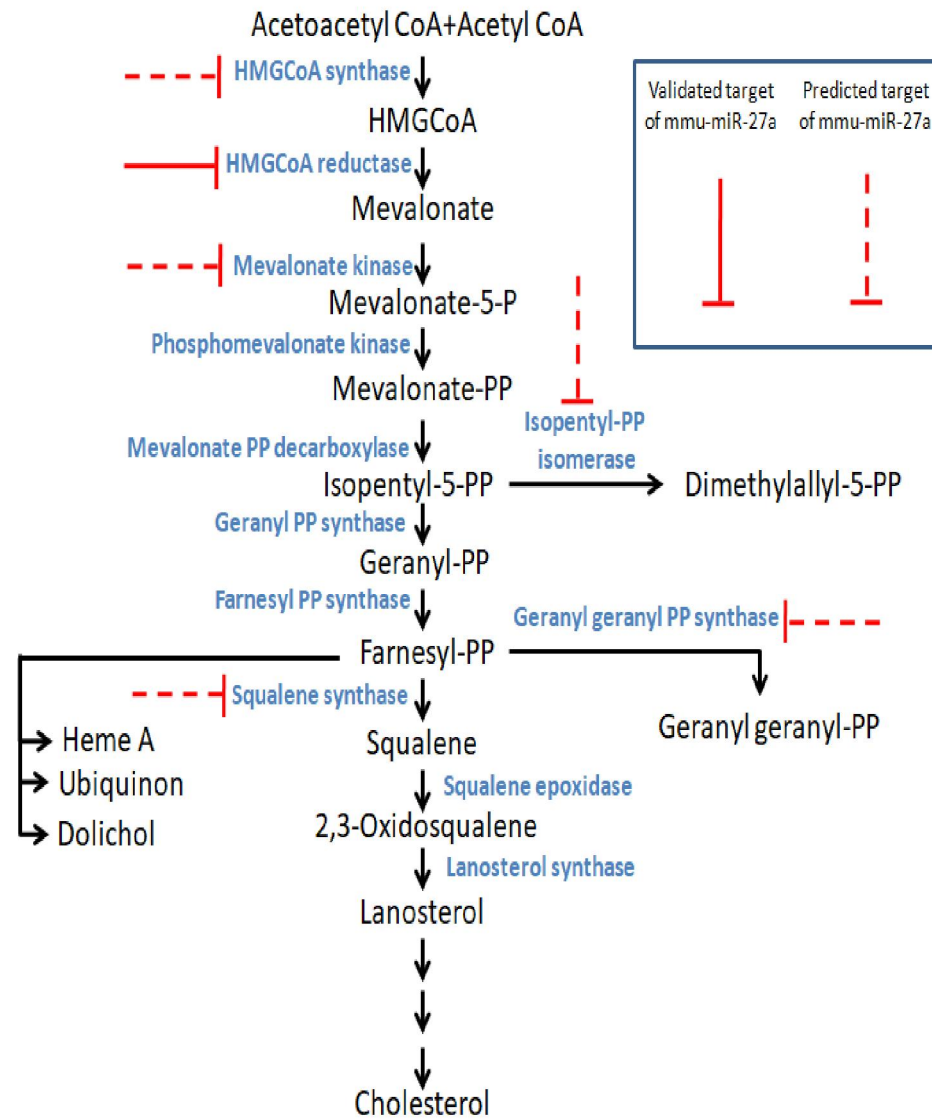 Acetoacetyl CoA+Acetyl CoA
HMGCoA synthase
HMGCoA
HMGCoA reductase
Mevalonate
Mevalonate kinase
Mevalonate-5-P
Phosphomevalonate kinase
Mevalonate-PP
Mevalonate PP decarboxylase
Isopentyl-PP
isomerase
Isopentyl-5-PP
Dimethylallyl-5-PP
Geranyl PP synthase
Geranyl-PP
Farnesyl PP synthase
Geranyl geranyl PP synthase
Farnesyl-PP
Squalene synthase
Geranyl geranyl-PP
Heme A
Ubiquinon
Dolichol
Squalene
Squalene epoxidase
2,3-Oxidosqualene
Lanosterol synthase
Lanosterol
Cholesterol
Validated target
of mmu-miR-27a
Predicted target
of mmu-miR-27a